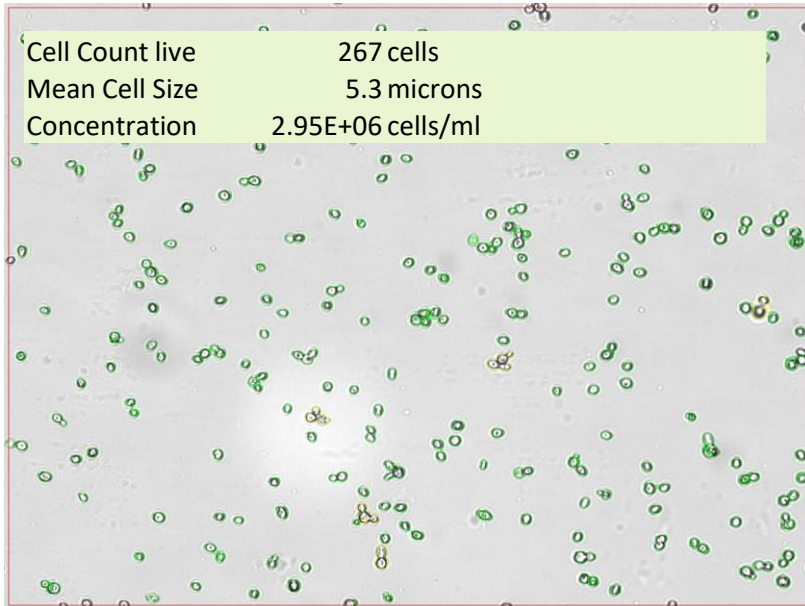 Cell Count live 267 cells
Mean Cell Size 5.3 microns
Concentration 2.95E+06 cells/ml